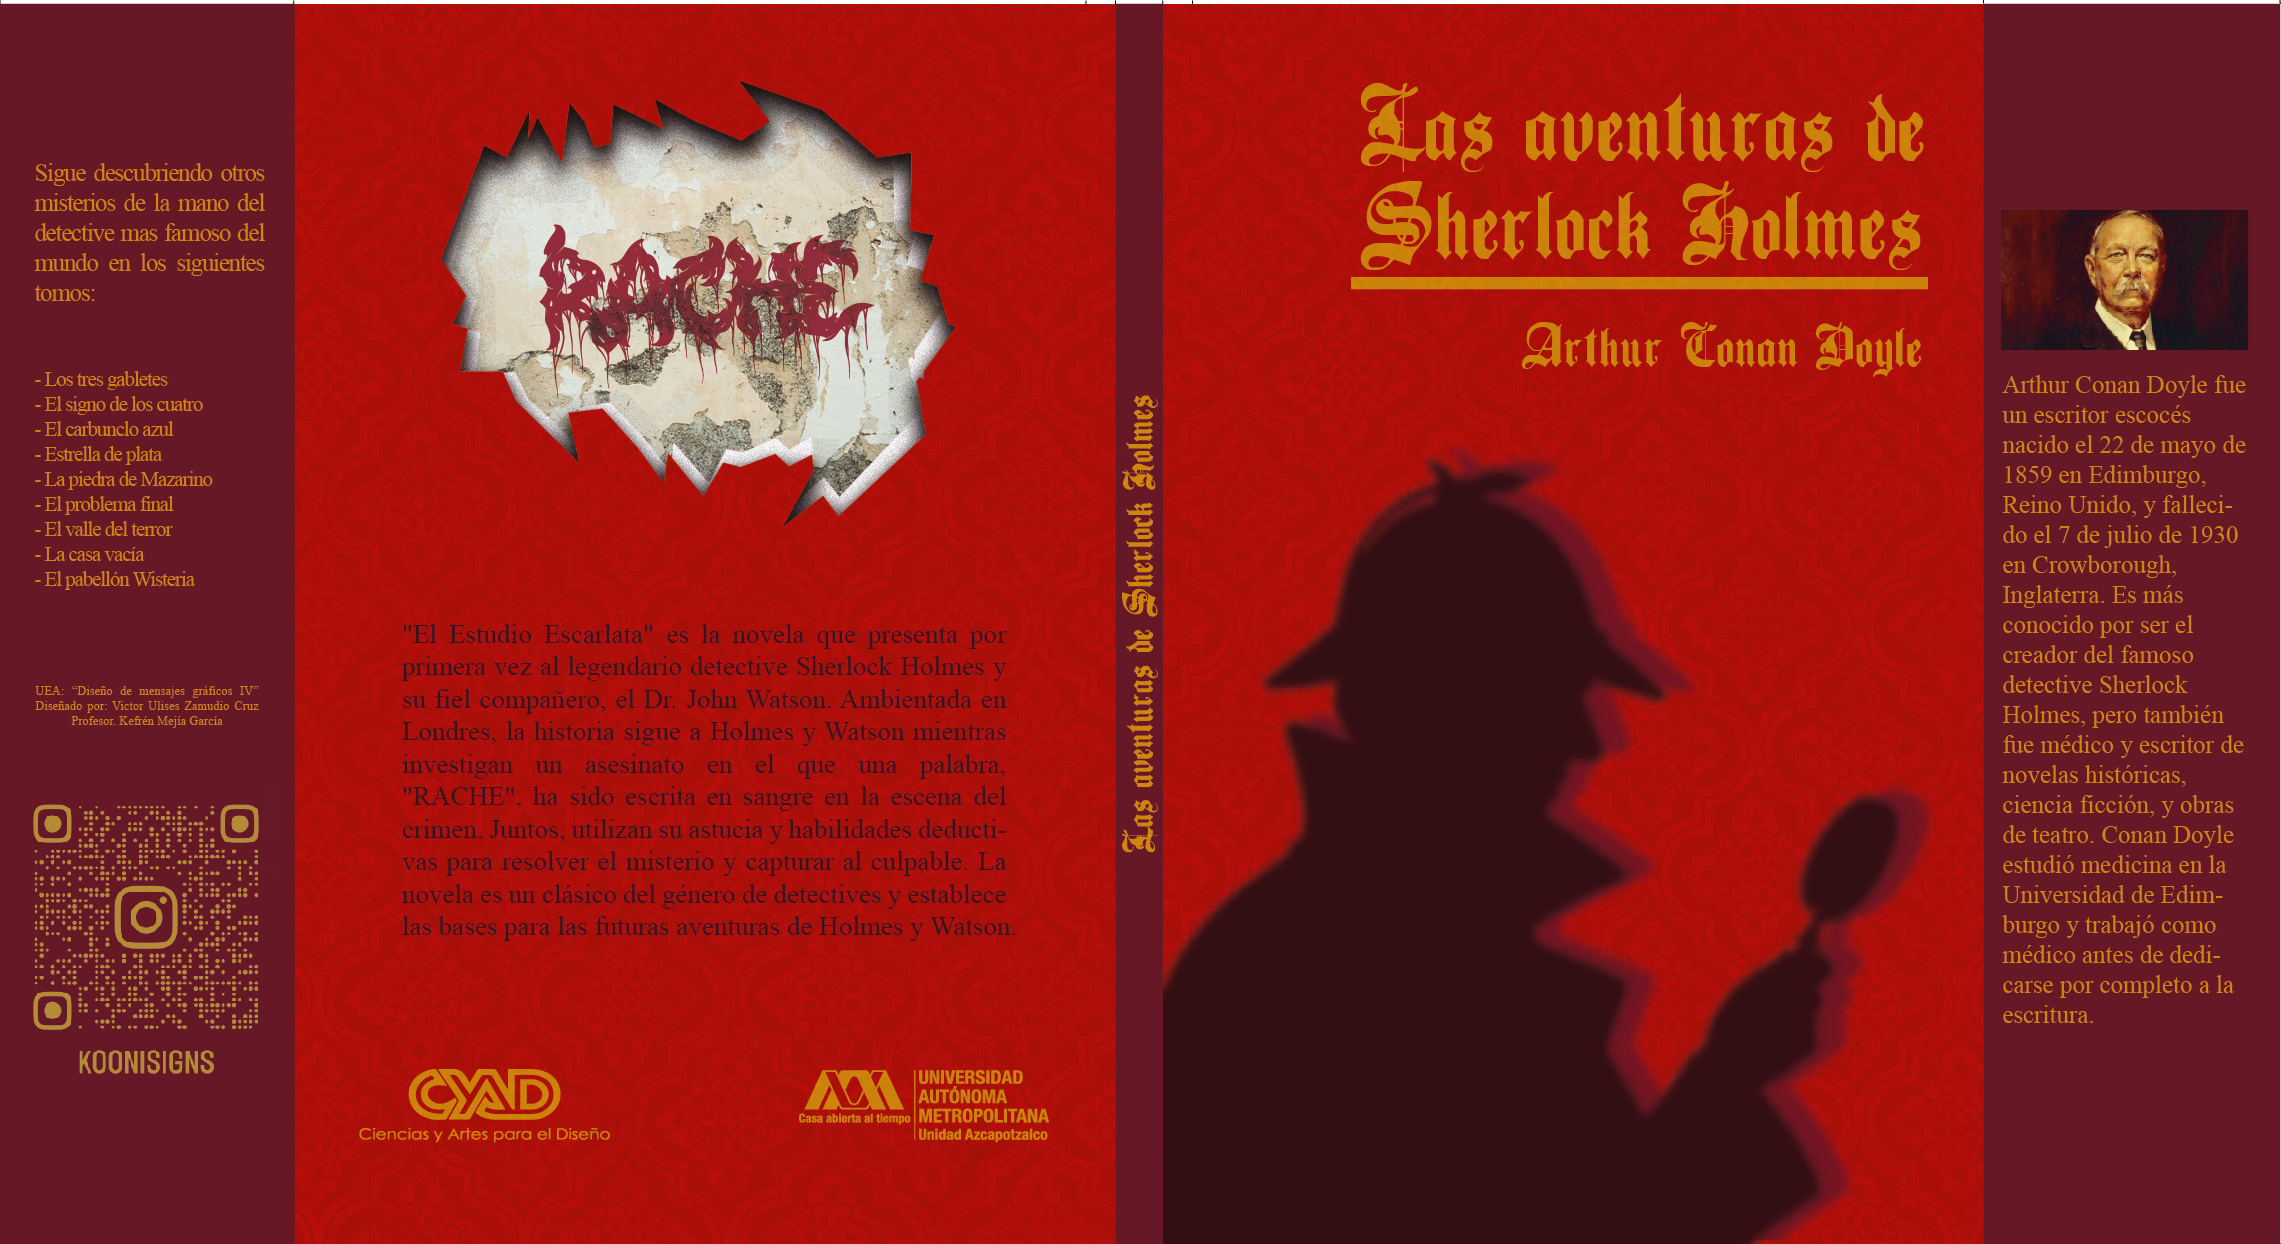 Sigue descubriendo otros
misterios de la mano del
detective mas famoso del
mundo en los siguientes
tomos:
- Los tres gabletes
- El signo de los cuatro
- El carbunclo azul
- Estrella de plata
- La piedra de Mazarino
- El problema final
- El valle del terror
- La casa vacía
- El pabellón Wisteria
UEA: “Diseño de mensajes gráficos IV”
Diseñado por: Victor Ulises Zamudio Cruz
Profesor. Kefrén Mejía García
KOONISIGNS
RACHE
"El Estudio Escarlata" es la novela que presenta por
primera vez al legendario detective Sherlock Holmes y
su fiel compañero, el Dr. John Watson. Ambientada en
Londres, la historia sigue a Holmes y Watson mientras
investigan un asesinato en el que una palabra,
"RACHE", ha sido escrita en sangre en la escena del
crimen. Juntos, utilizan su astucia y habilidades deducti-
vas para resolver el misterio y capturar al culpable. La
novela es un clásico del género de detectives y establece
las bases para las futuras aventuras de Holmes y Watson.
CYAD
Ciencias y Artes para el Diseño
Casa abierta al tiempo
UNIVERSIDAD
AUTÓNOMA
METROPOLITANA
Unidad Azcapotzalco
Las aventuras de Sherlock Holmes
Las aventuras de
Sherlock Holmes
Arthur Conan Doyle
Arthur Conan Doyle fue
un escritor escocés
nacido el 22 de mayo de
1859 en Edimburgo,
Reino Unido, y falleci-
do el 7 de julio de 1930
en Crowborough,
Inglaterra. Es más
conocido por ser el
creador del famoso
detective Sherlock
Holmes, pero también
fue médico y escritor de
novelas históricas,
ciencia ficción, y obras
de teatro. Conan Doyle
estudió medicina en la
Universidad de Edim-
burgo y trabajó como
médico antes de dedi-
carse por completo a la
escritura.